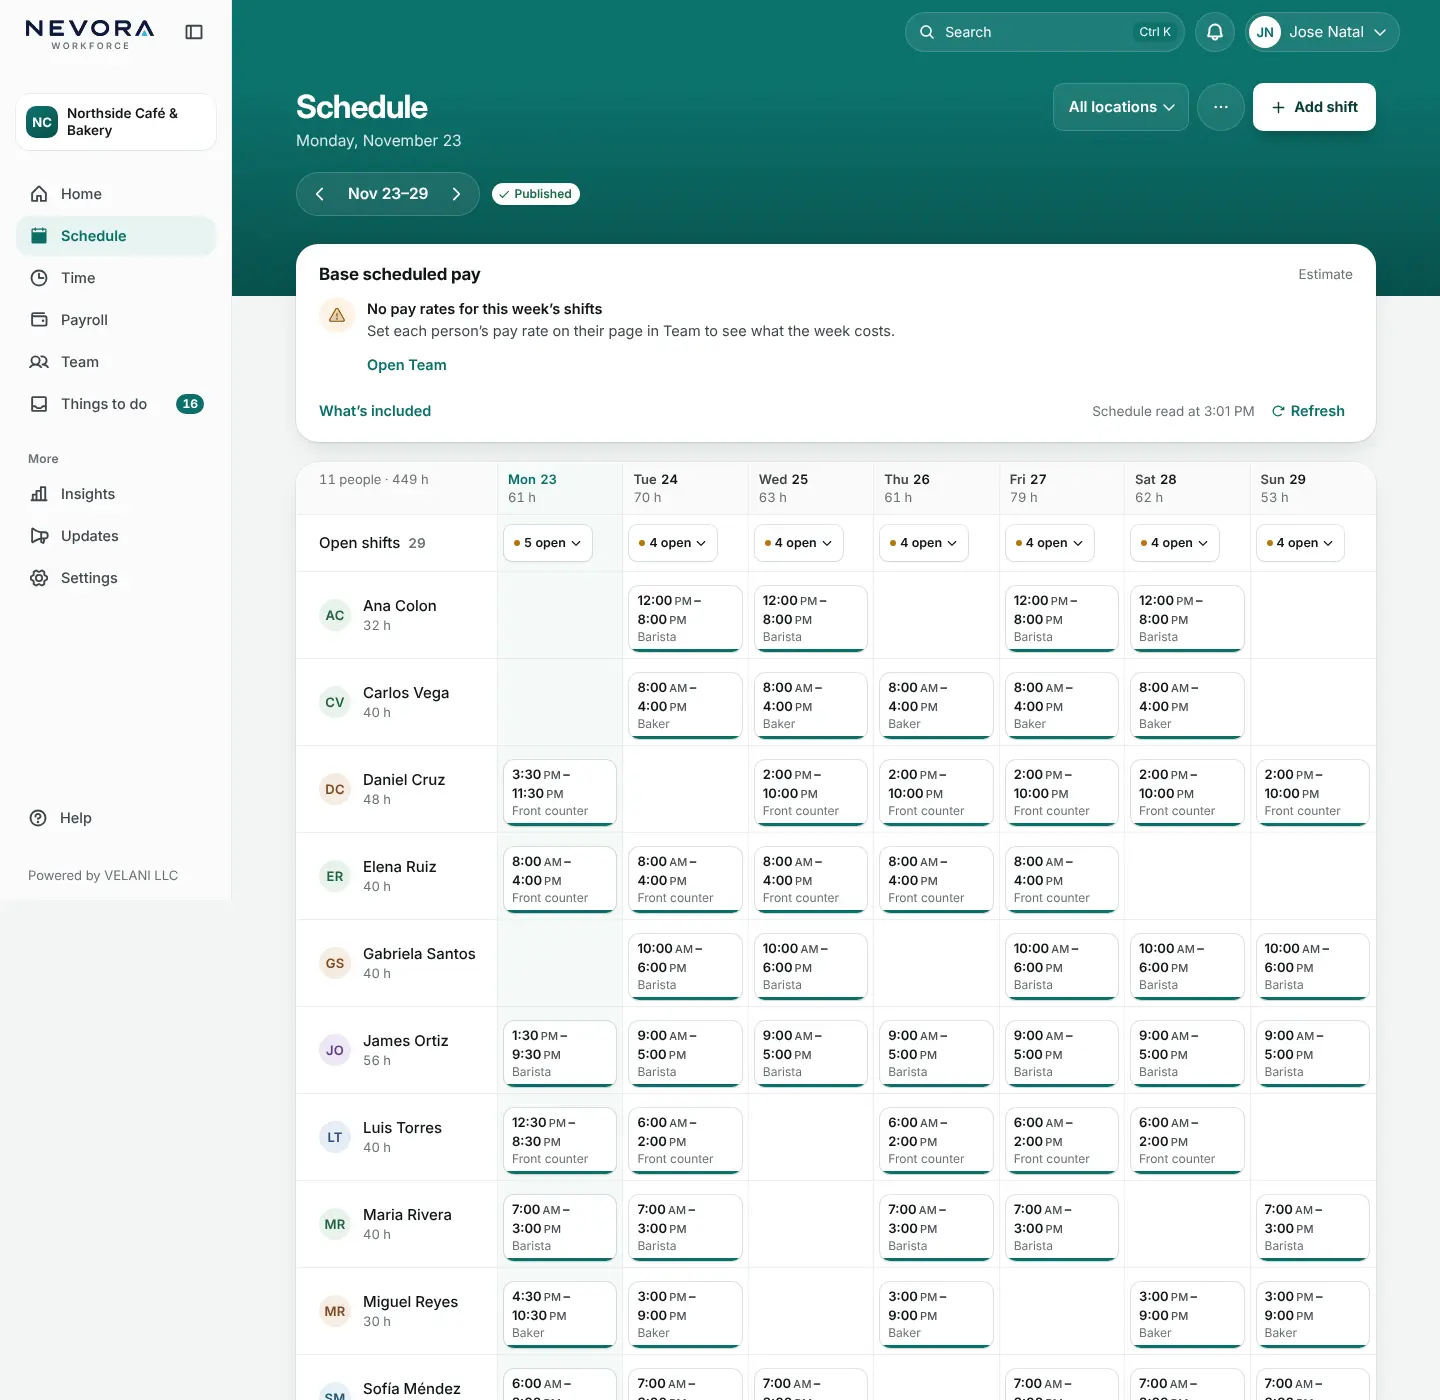 NEVORA
WORKFORCE
Search
Ctrl K
JN
Jose Natal
NC
Northside Café &
Bakery
Home
Schedule
Time
Payroll
Team
Things to do
16
More
Insights
Updates
Settings
Help
Powered by VELANI LLC
Schedule
Monday, November 23
All locations
Add shift
Nov 23–29
Published
Base scheduled pay
Estimate
No pay rates for this week’s shifts
Set each person’s pay rate on their page in Team to see what the week costs.
Open Team
What’s included
Schedule read at 3:01 PM
Refresh
11 people · 449 h
Mon 23
61 h
Tue 24
70 h
Wed 25
63 h
Thu 26
61 h
Fri 27
79 h
Sat 28
62 h
Sun 29
53 h
Open shifts 29
5 open
4 open
4 open
4 open
4 open
4 open
4 open
AC
Ana Colon
32 h
12:00 PM –
8:00 PM
Barista
12:00 PM –
8:00 PM
Barista
12:00 PM –
8:00 PM
Barista
12:00 PM –
8:00 PM
Barista
CV
Carlos Vega
40 h
8:00 AM –
4:00 PM
Baker
8:00 AM –
4:00 PM
Baker
8:00 AM –
4:00 PM
Baker
8:00 AM –
4:00 PM
Baker
8:00 AM –
4:00 PM
Baker
DC
Daniel Cruz
48 h
3:30 PM –
11:30 PM
Front counter
2:00 PM –
10:00 PM
Front counter
2:00 PM –
10:00 PM
Front counter
2:00 PM –
10:00 PM
Front counter
2:00 PM –
10:00 PM
Front counter
2:00 PM –
10:00 PM
Front counter
ER
Elena Ruiz
40 h
8:00 AM –
4:00 PM
Front counter
8:00 AM –
4:00 PM
Front counter
8:00 AM –
4:00 PM
Front counter
8:00 AM –
4:00 PM
Front counter
8:00 AM –
4:00 PM
Front counter
GS
Gabriela Santos
40 h
10:00 AM –
6:00 PM
Barista
10:00 AM –
6:00 PM
Barista
10:00 AM –
6:00 PM
Barista
10:00 AM –
6:00 PM
Barista
10:00 AM –
6:00 PM
Barista
JO
James Ortiz
56 h
1:30 PM –
9:30 PM
Barista
9:00 AM –
5:00 PM
Barista
9:00 AM –
5:00 PM
Barista
9:00 AM –
5:00 PM
Barista
9:00 AM –
5:00 PM
Barista
9:00 AM –
5:00 PM
Barista
9:00 AM –
5:00 PM
Barista
LT
Luis Torres
40 h
12:30 PM –
8:30 PM
Front counter
6:00 AM –
2:00 PM
Front counter
6:00 AM –
2:00 PM
Front counter
6:00 AM –
2:00 PM
Front counter
6:00 AM –
2:00 PM
Front counter
MR
Maria Rivera
40 h
7:00 AM –
3:00 PM
Barista
7:00 AM –
3:00 PM
Barista
7:00 AM –
3:00 PM
Barista
7:00 AM –
3:00 PM
Barista
7:00 AM –
3:00 PM
Barista
MR
Miguel Reyes
30 h
4:30 PM –
10:30 PM
Baker
3:00 PM –
9:00 PM
Baker
3:00 PM –
9:00 PM
Baker
3:00 PM –
9:00 PM
Baker
3:00 PM –
9:00 PM
Baker
SM
Sofía Méndez
6:00 AM –
7:00 AM –
7:00 AM –
7:00 AM –
7:00 AM –
7:00 AM –